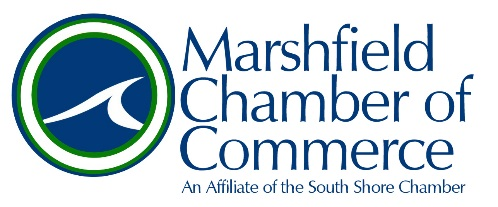 Marshfield
Chamber of
Commerce
An Affiliate of the South Shore Chamber